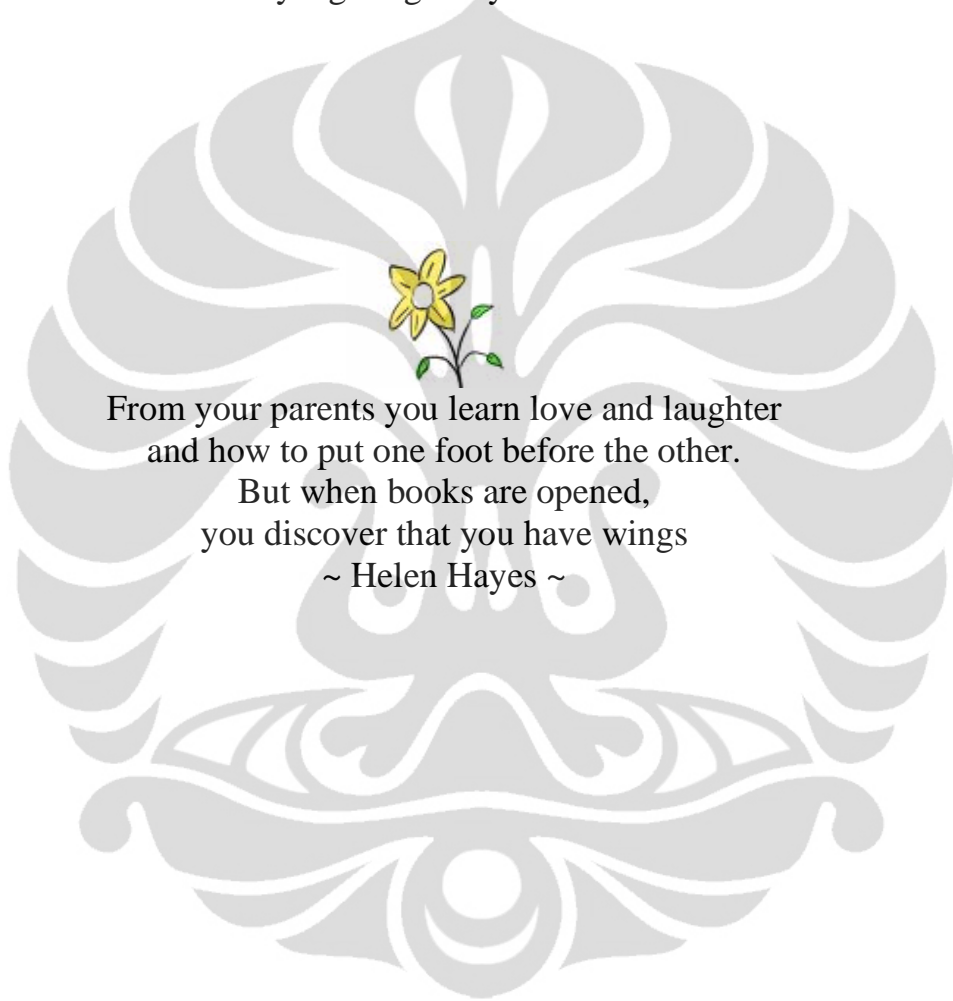 From your parents you learn love and laughter
and how to put one foot before the other.
But when books are opened,
you discover that you have wings
~ Helen Hayes ~